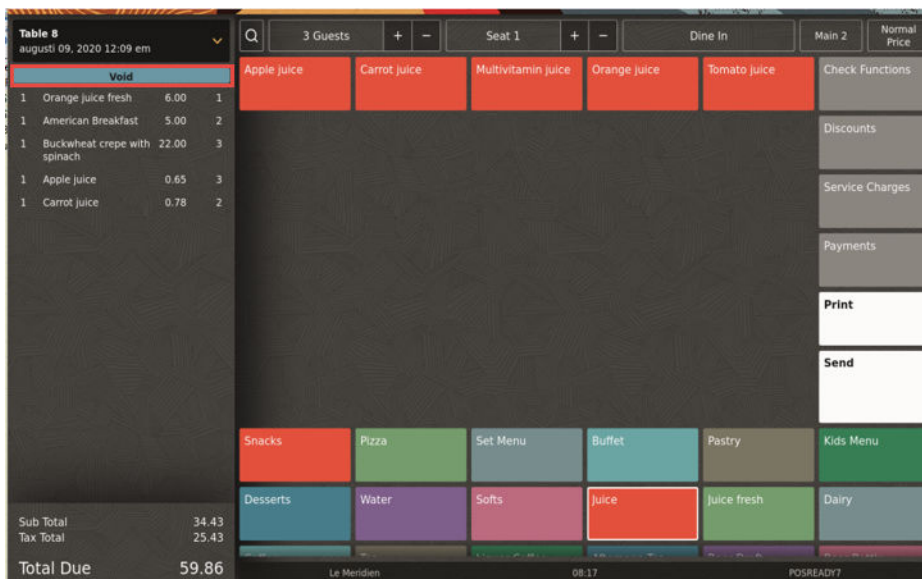 Table 8
augusti 09, 2020 12:09 em
3 Guests + −
Seat 1 + −
Dine In
Main 2
Normal
Price
Void
1 Orange juice fresh 6.00 1
1 American Breakfast 5.00 2
1 Buckwheat crepe with 22.00 3
spinach
1 Apple juice 0.65 3
1 Carrot juice 0.78 2
Apple juice
Carrot juice
Multivitamin juice
Orange juice
Tomato juice
Check Functions
Discounts
Service Charges
Payments
Print
Send
Snacks
Pizza
Set Menu
Buffet
Pastry
Kids Menu
Desserts
Water
Softs
Juice
Juice fresh
Dairy
Sub Total 34.43
Tax Total 25.43
Total Due 59.86
Le Meridien
08:17
POSREADY7